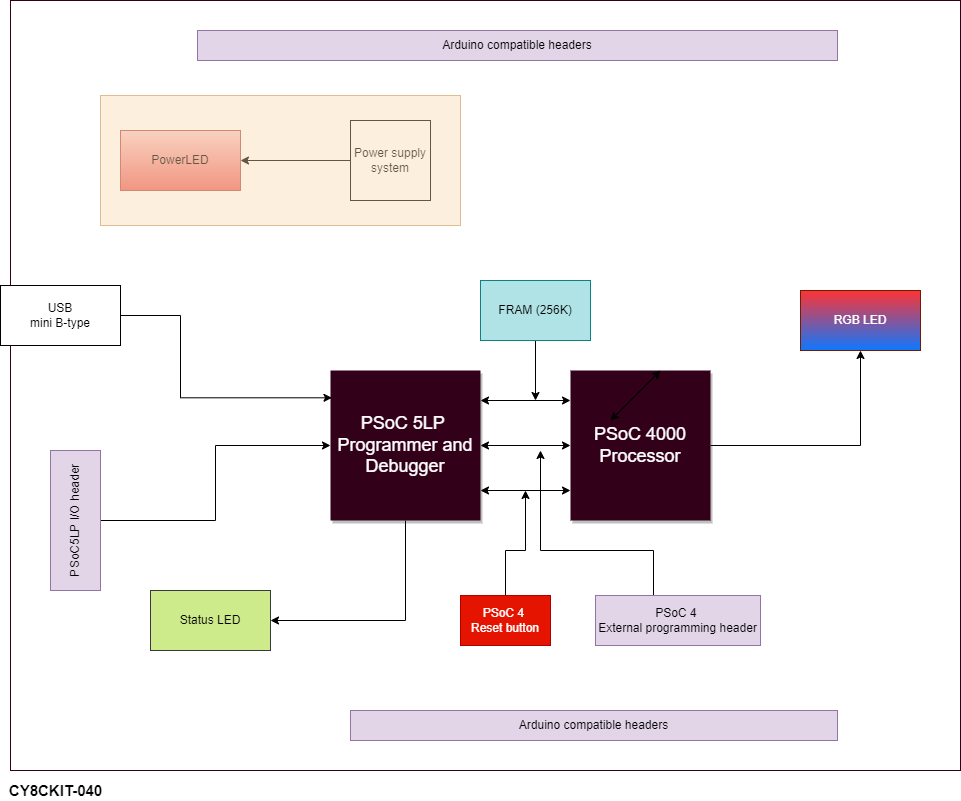 Arduino compatible headers
PowerLED
Power supply
system
USB
mini B-type
FRAM (256K)
RGB LED
PSoC 5LP
Programmer and
Debugger
PSoC 4000
Processor
PSoC5LP I/O header
Status LED
PSoC 4
Reset button
PSoC 4
External programming header
Arduino compatible headers
CY8CKIT-040